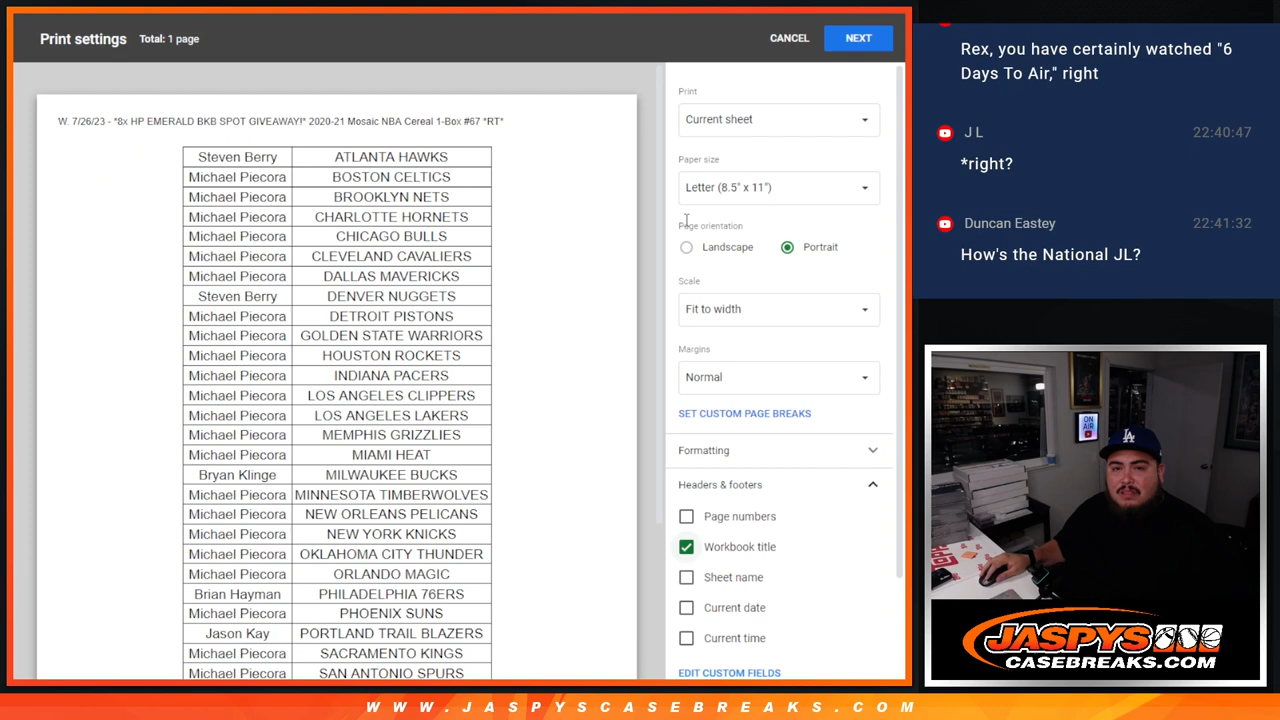 Print settings Total: 1 page CANCEL NEXT
W. 7/26/23 - *8x HP EMERALD BKB SPOT GIVEAWAY!* 2020-21 Mosaic NBA Cereal 1-Box #67 *RT*
Steven Berry ATLANTA HAWKS
Michael Piecora BOSTON CELTICS
Michael Piecora BROOKLYN NETS
Michael Piecora CHARLOTTE HORNETS
Michael Piecora CHICAGO BULLS
Michael Piecora CLEVELAND CAVALIERS
Michael Piecora DALLAS MAVERICKS
Steven Berry DENVER NUGGETS
Michael Piecora DETROIT PISTONS
Michael Piecora GOLDEN STATE WARRIORS
Michael Piecora HOUSTON ROCKETS
Michael Piecora INDIANA PACERS
Michael Piecora LOS ANGELES CLIPPERS
Michael Piecora LOS ANGELES LAKERS
Michael Piecora MEMPHIS GRIZZLIES
Michael Piecora MIAMI HEAT
Bryan Klinge MILWAUKEE BUCKS
Michael Piecora MINNESOTA TIMBERWOLVES
Michael Piecora NEW ORLEANS PELICANS
Michael Piecora NEW YORK KNICKS
Michael Piecora OKLAHOMA CITY THUNDER
Michael Piecora ORLANDO MAGIC
Brian Hayman PHILADELPHIA 76ERS
Michael Piecora PHOENIX SUNS
Jason Kay PORTLAND TRAIL BLAZERS
Michael Piecora SACRAMENTO KINGS
Michael Piecora SAN ANTONIO SPURS
Print
Current sheet
Paper size
Letter (8.5" x 11")
Page orientation
Landscape Portrait
Scale
Fit to width
Margins
Normal
SET CUSTOM PAGE BREAKS
Formatting
Headers & footers
Page numbers
Workbook title
Sheet name
Current date
Current time
EDIT CUSTOM FIELDS
Rex, you have certainly watched "6
Days To Air," right
J L 22:40:47
*right?
Duncan Eastey 22:41:32
How's the National JL?
ON
AIR
LA
JASPYS
CASEBREAKS.COM
WWW.JASPYSCASEBREAKS.COM